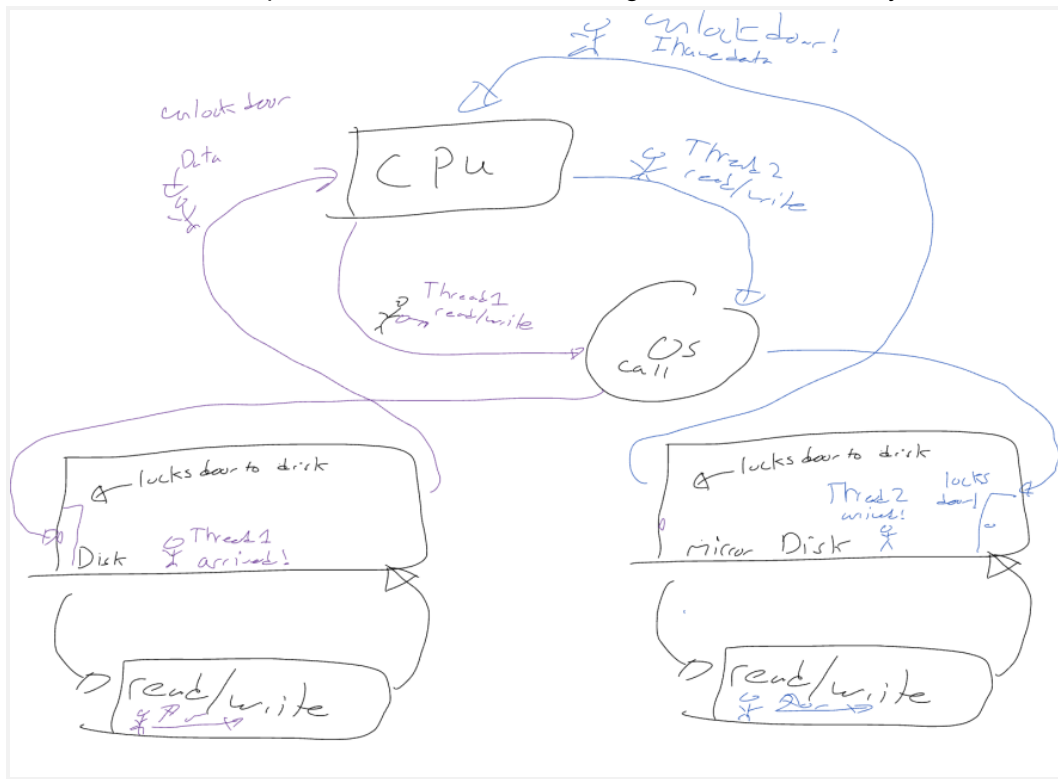 unlock door!
I have data
unlock door
Data
CPU
Thread 2
read/write
Thread 1
read/write
OS
call
locks door to disk
Thread 1
arrived!
Disk
locks door to disk
locks
door!
Thread 2
arrived!
mirror Disk
read/write
read/write